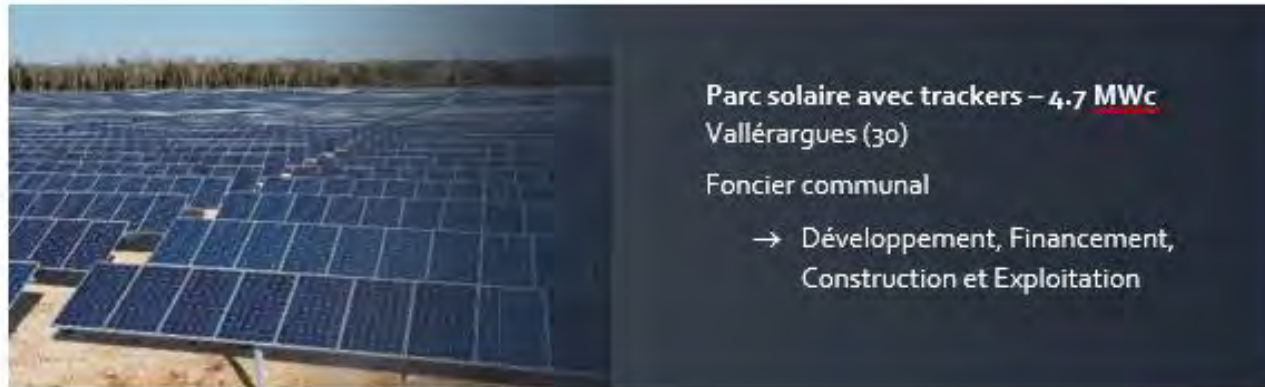 Parc solaire avec trackers – 4.7 MWc
Vallérargues (30)
Foncier communal
→ Développement, Financement,
Construction et Exploitation